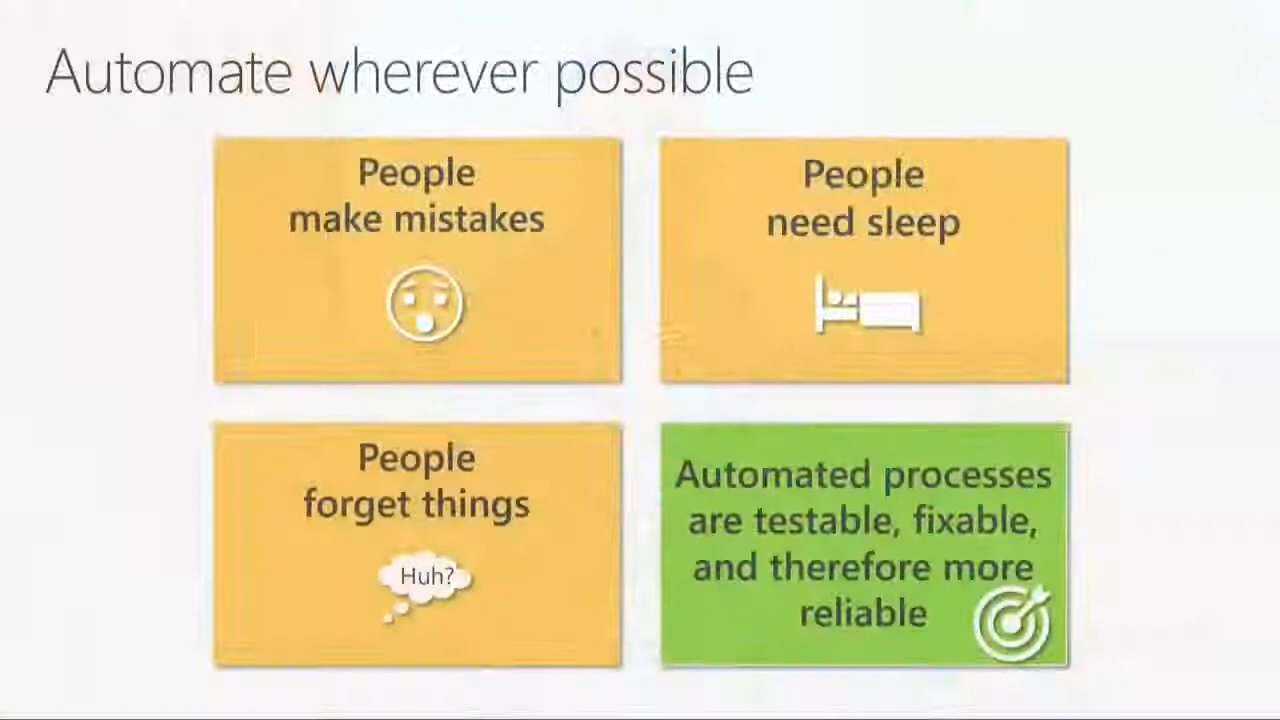 Automate wherever possible
People
make mistakes
People
need sleep
People
forget things
Huh?
Automated processes
are testable, fixable,
and therefore more
reliable